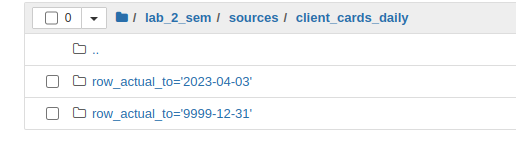 0 / lab_2_sem / sources / client_cards_daily
..
row_actual_to='2023-04-03'
row_actual_to='9999-12-31'